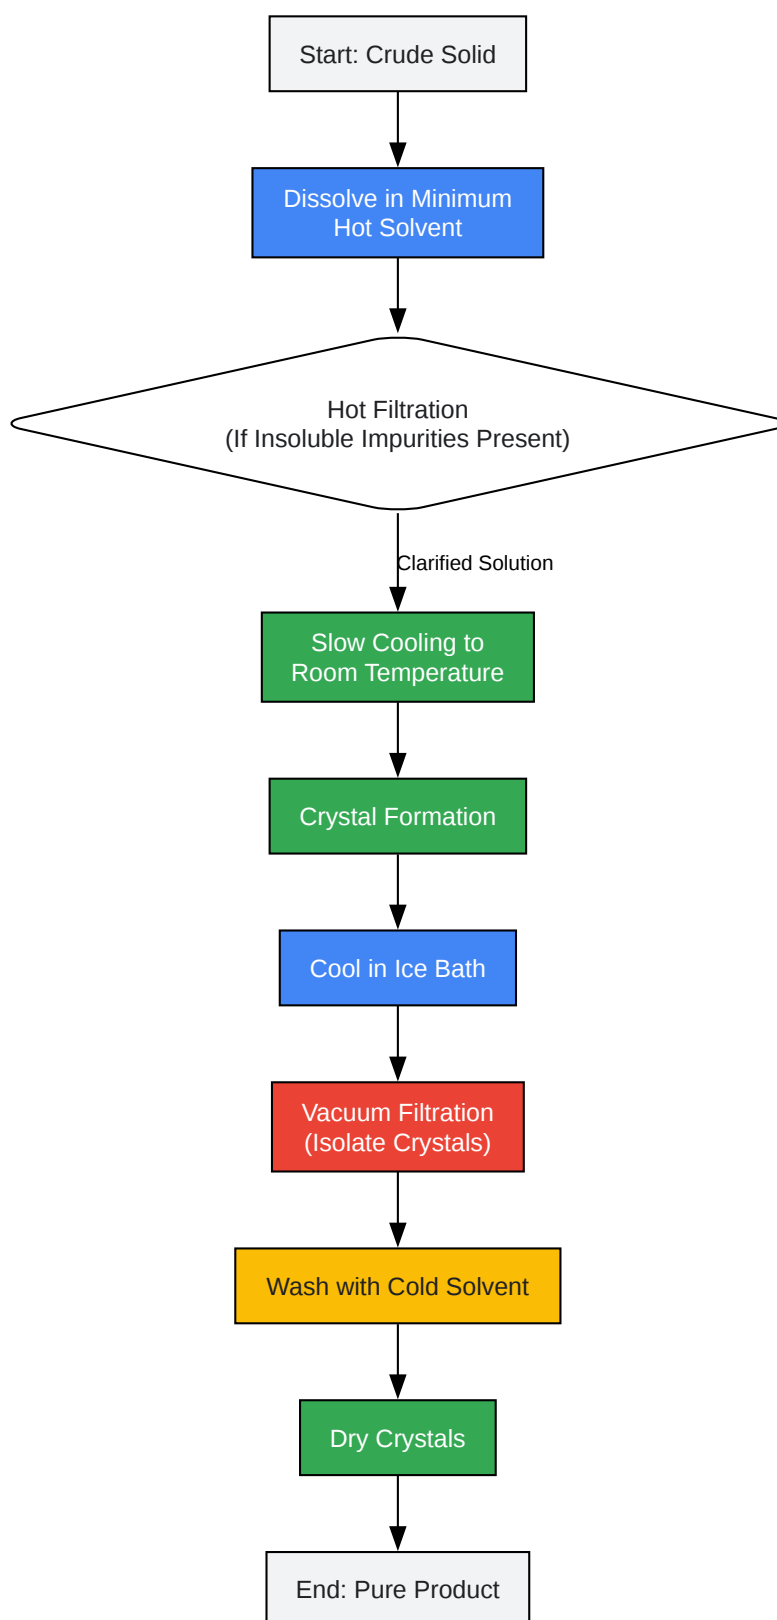 Start: Crude Solid
Dissolve in Minimum
Hot Solvent
Hot Filtration
(If Insoluble Impurities Present)
Clarified Solution
Slow Cooling to
Room Temperature
Crystal Formation
Cool in Ice Bath
Vacuum Filtration
(Isolate Crystals)
Wash with Cold Solvent
Dry Crystals
End: Pure Product